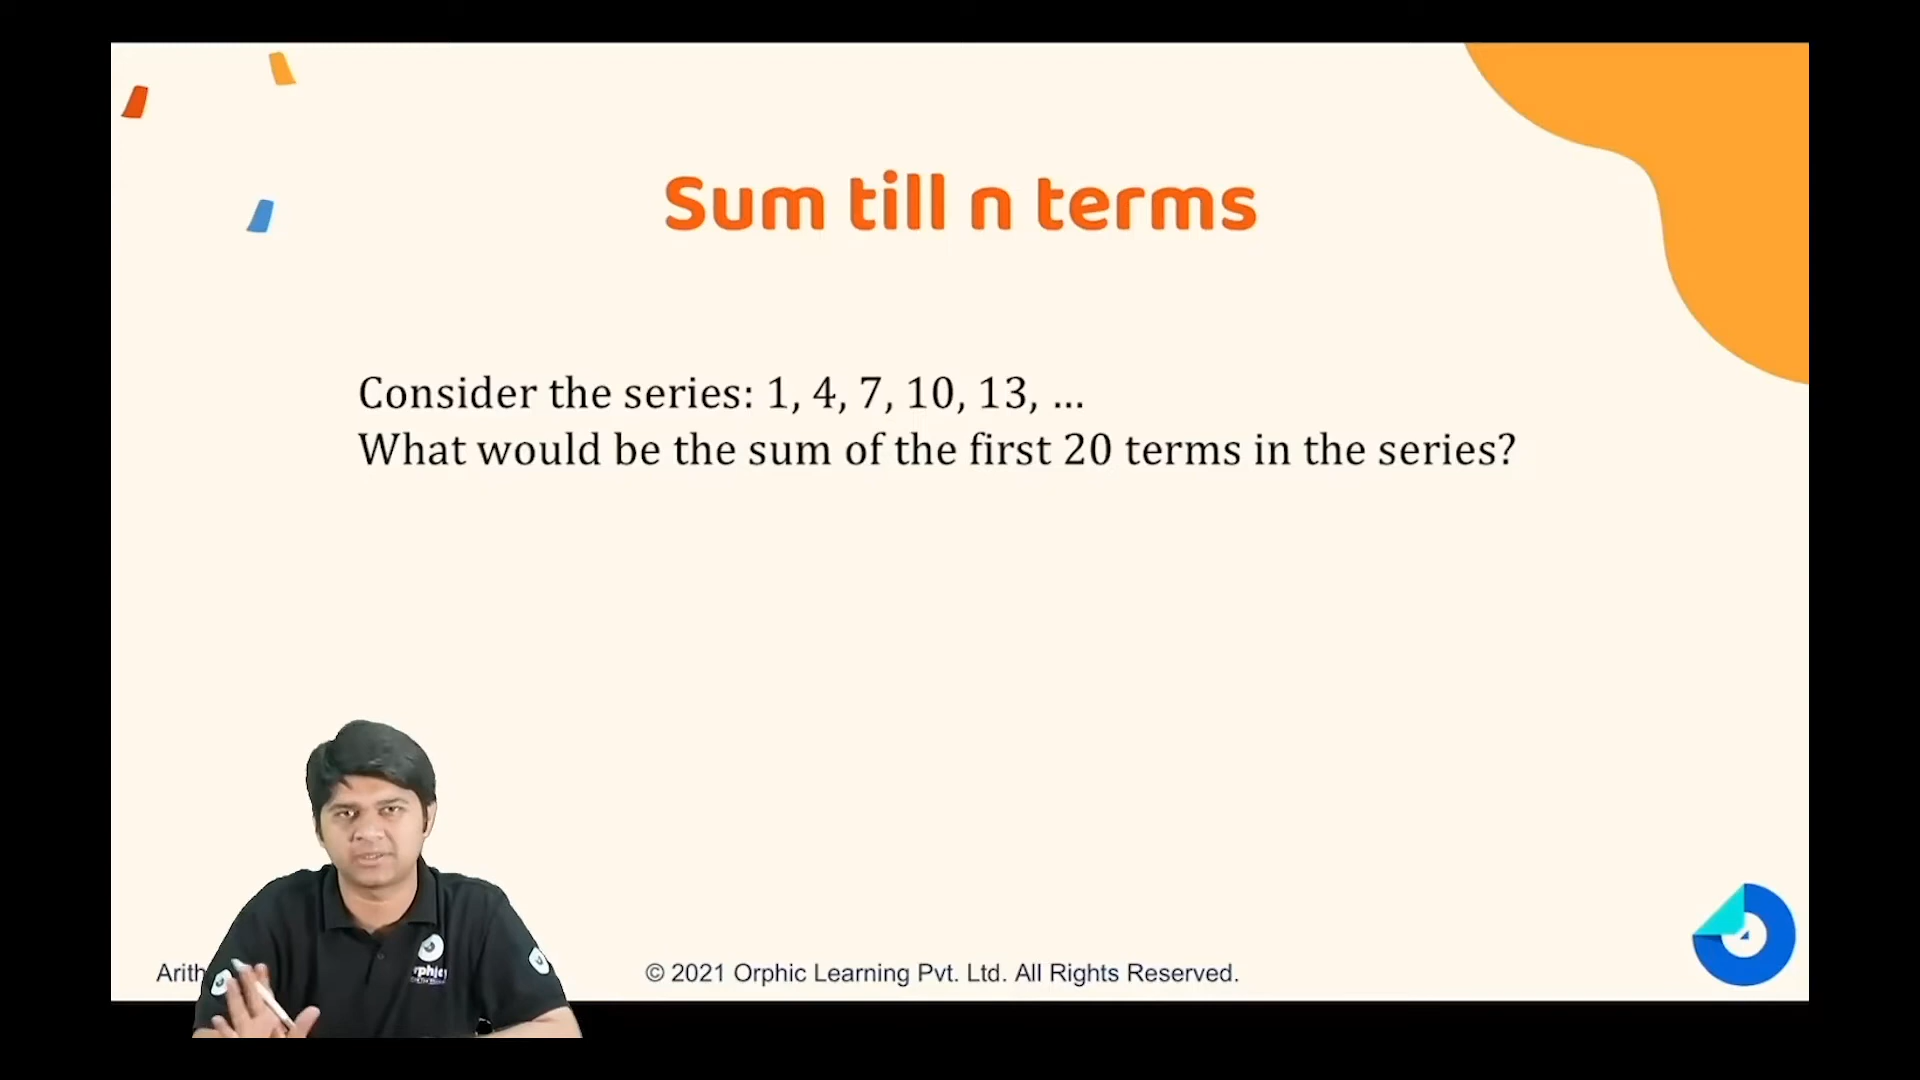 Sum till n terms
Consider the series: 1, 4, 7, 10, 13, ...
What would be the sum of the first 20 terms in the series?
© 2021 Orphic Learning Pvt. Ltd. All Rights Reserved.